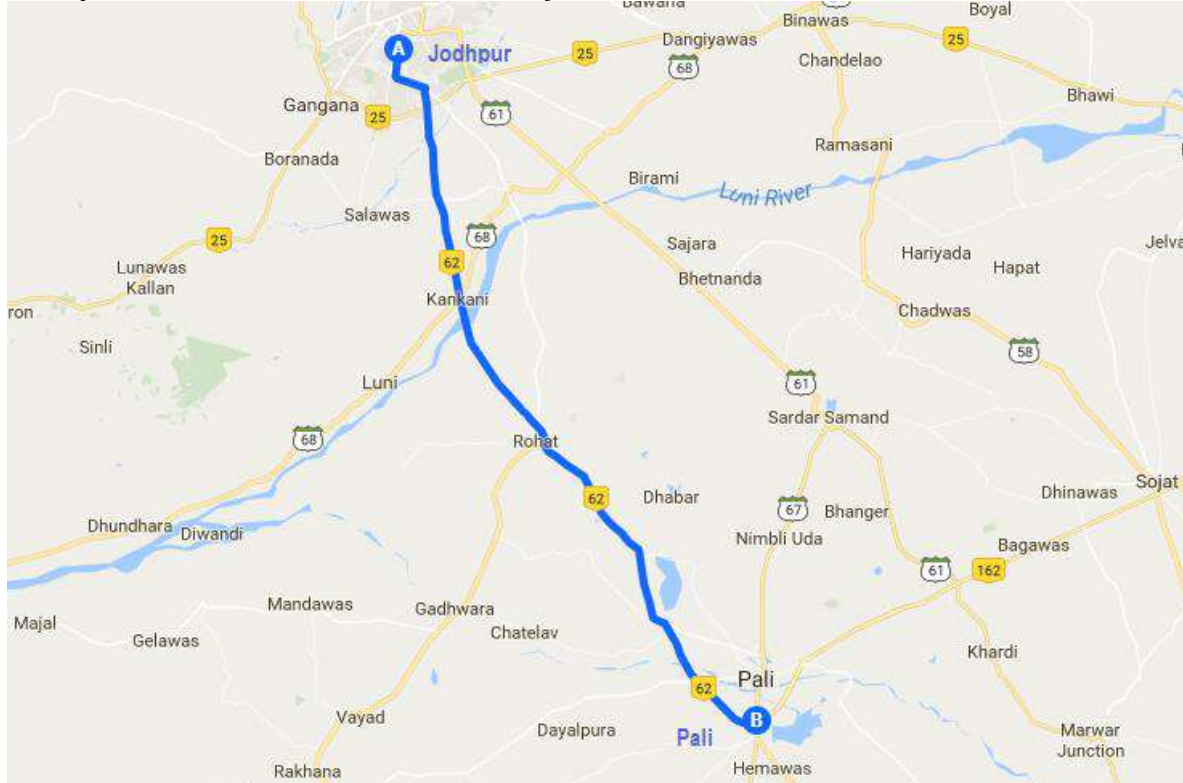 Bawana
Boyal
Binawas
A
Jodhpur
25
Dangiyawas
25
68
Chandelao
Gangana
25
61
Bhawi
Boranada
Ramasani
Birami
Luni River
Salawas
25
68
Sajara
Hariyada
Jelva
62
Lunawas
Kallan
Bhetnanda
Hapat
Kankani
ron
Chadwas
Sinli
58
Luni
61
Sardar Samand
68
Rohat
Sojat
62
Dhabar
Dhinawas
67
Bhanger
Dhundhara
Diwandi
Nimbli Uda
Bagawas
61
162
Mandawas
Gadhwara
Majal
Gelawas
Chatelav
Khardi
62
Pali
Vayad
B
Dayalpura
Pali
Marwar
Junction
Rakhana
Hemawas